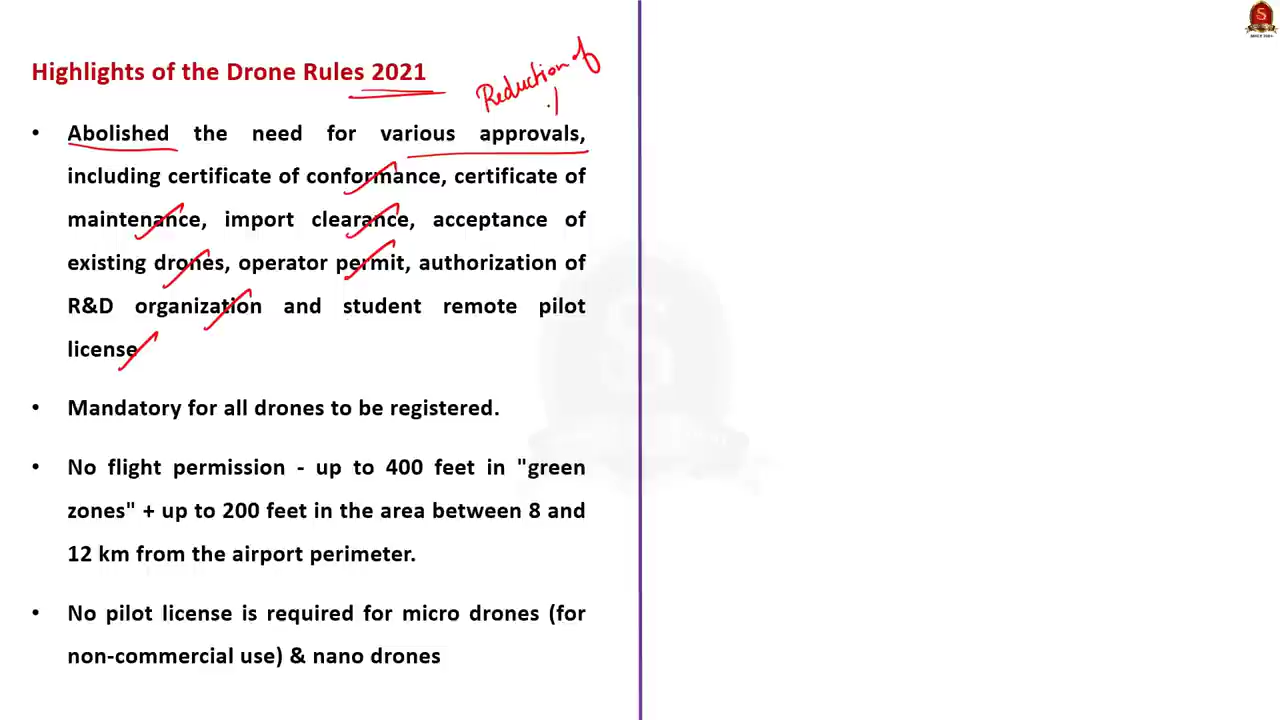 Highlights of the Drone Rules 2021
Reduction of
• Abolished the need for various approvals,
including certificate of conformance, certificate of
maintenance, import clearance, acceptance of
existing drones, operator permit, authorization of
R&D organization and student remote pilot
license
• Mandatory for all drones to be registered.
• No flight permission - up to 400 feet in "green
zones" + up to 200 feet in the area between 8 and
12 km from the airport perimeter.
• No pilot license is required for micro drones (for
non-commercial use) & nano drones